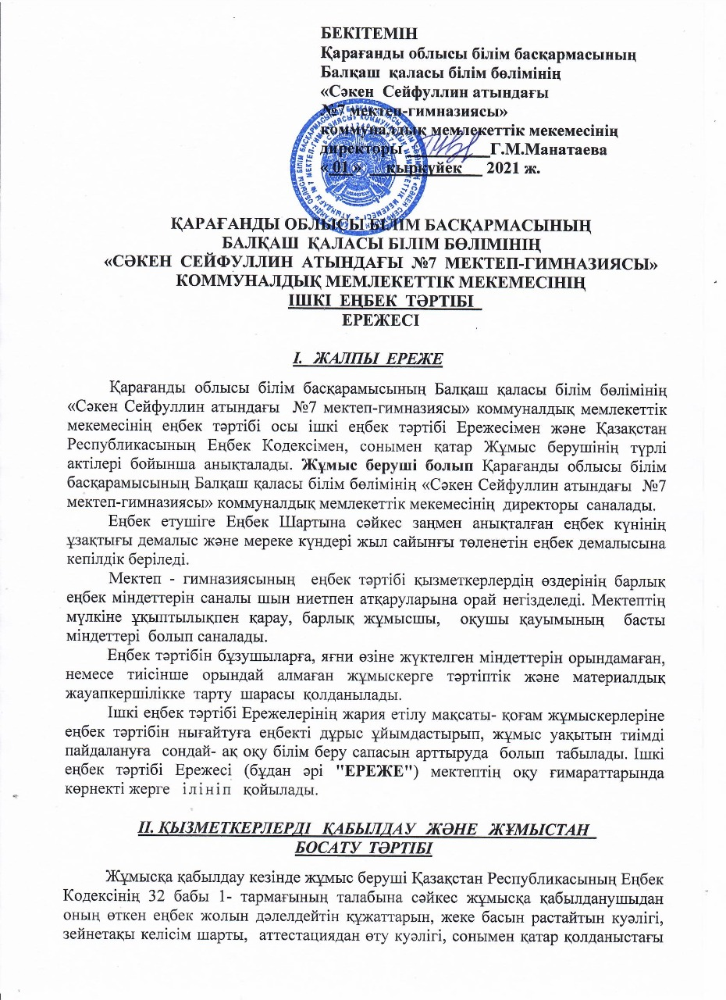 БЕКІТЕМІН
Қарағанды облысы білім басқармасының
Балқаш қаласы білім бөлімінің
«Сәкен Сейфуллин атындағы
№7 мектеп-гимназиясы»
коммуналдық мемлекеттік мекемесінің
директоры ___________Г.М.Манатаева
« 01 » __қыркүйек___ 2021 ж.
ҚАРАҒАНДЫ ОБЛЫСЫ БІЛІМ БАСҚАРМАСЫНЫҢ
БАЛҚАШ ҚАЛАСЫ БІЛІМ БӨЛІМІНІҢ
«СӘКЕН СЕЙФУЛЛИН АТЫНДАҒЫ №7 МЕКТЕП-ГИМНАЗИЯСЫ»
КОММУНАЛДЫҚ МЕМЛЕКЕТТІК МЕКЕМЕСІНІҢ
ІШКІ ЕҢБЕК ТӘРТІБІ
ЕРЕЖЕСІ
I. ЖАЛПЫ ЕРЕЖЕ
Қарағанды облысы білім басқарамысының Балқаш қаласы білім бөлімінің
«Сәкен Сейфуллин атындағы №7 мектеп-гимназиясы» коммуналдық мемлекеттік
мекемесінің еңбек тәртібі осы ішкі еңбек тәртібі Ережесімен және Қазақстан
Республикасының Еңбек Кодексімен, сонымен қатар Жұмыс берушінің түрлі
актілері бойынша анықталады. Жұмыс беруші болып Қарағанды облысы білім
басқарамысының Балқаш қаласы білім бөлімінің «Сәкен Сейфуллин атындағы №7
мектеп-гимназиясы» коммуналдық мемлекеттік мекемесінің директоры саналады.
Еңбек етушіге Еңбек Шартына сәйкес заңмен анықталған еңбек күнінің
ұзақтығы демалыс және мереке күндері жыл сайынғы төленетін еңбек демалысына
кепілдік беріледі.
Мектеп - гимназиясының еңбек тәртібі қызметкерлердің өздерінің барлық
еңбек міндеттерін саналы шын ниетпен атқаруларына орай негізделеді. Мектептің
мүлкіне ұқыптылықпен қарау, барлық жұмысшы, оқушы қауымының басты
міндеттері болып саналады.
Еңбек тәртібін бұзушыларға, яғни өзіне жүктелген міндеттерін орындамаған,
немесе тиісінше орындай алмаған жұмыскерге тәртіптік және материалдық
жауапкершілікке тарту шарасы қолданылады.
Ішкі еңбек тәртібі Ережелерінің жария етілу мақсаты- қоғам жұмыскерлеріне
еңбек тәртібін нығайтуға еңбекті дұрыс ұйымдастырып, жұмыс уақытын тиімді
пайдалануға сондай- ақ оқу білім беру сапасын арттыруда болып табылады. Ішкі
еңбек тәртібі Ережесі (бұдан әрі "ЕРЕЖЕ") мектептің оқу ғимараттарында
көрнекті жерге ілініп қойылады.
II. ҚЫЗМЕТКЕРЛЕРДІ ҚАБЫЛДАУ ЖӘНЕ ЖҰМЫСТАН
БОСАТУ ТӘРТІБІ
Жұмысқа қабылдау кезінде жұмыс беруші Қазақстан Республикасының Еңбек
Кодексінің 32 бабы 1- тармағының талабына сәйкес жұмысқа қабылданушыдан
оның өткен еңбек жолын дәлелдейтін құжаттарын, жеке басын растайтын куәлігі,
зейнетақы келісім шарты, аттестациядан өту куәлігі, сонымен қатар қолданыстағы